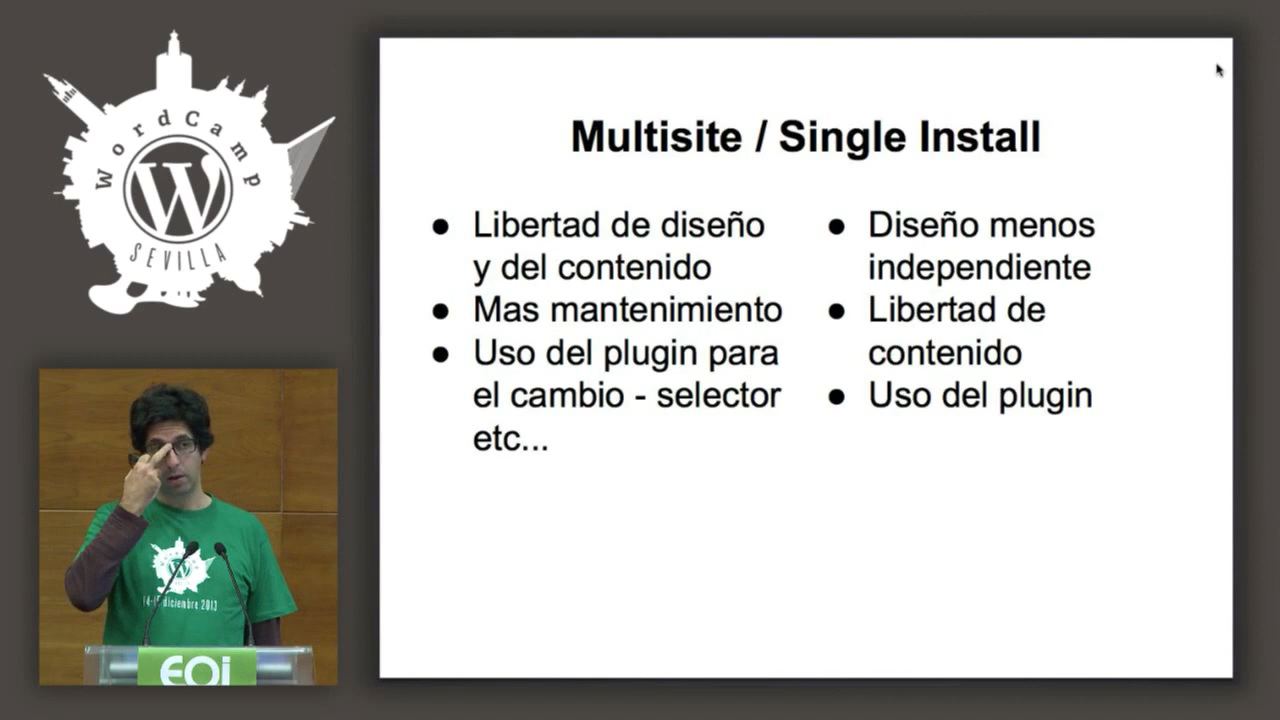 WordCamp
SEVILLA
Multisite / Single Install
● Libertad de diseño
y del contenido
● Mas mantenimiento
● Uso del plugin para
el cambio - selector
etc...
● Diseño menos
independiente
● Libertad de
contenido
● Uso del plugin
diciembre 2013
EOi